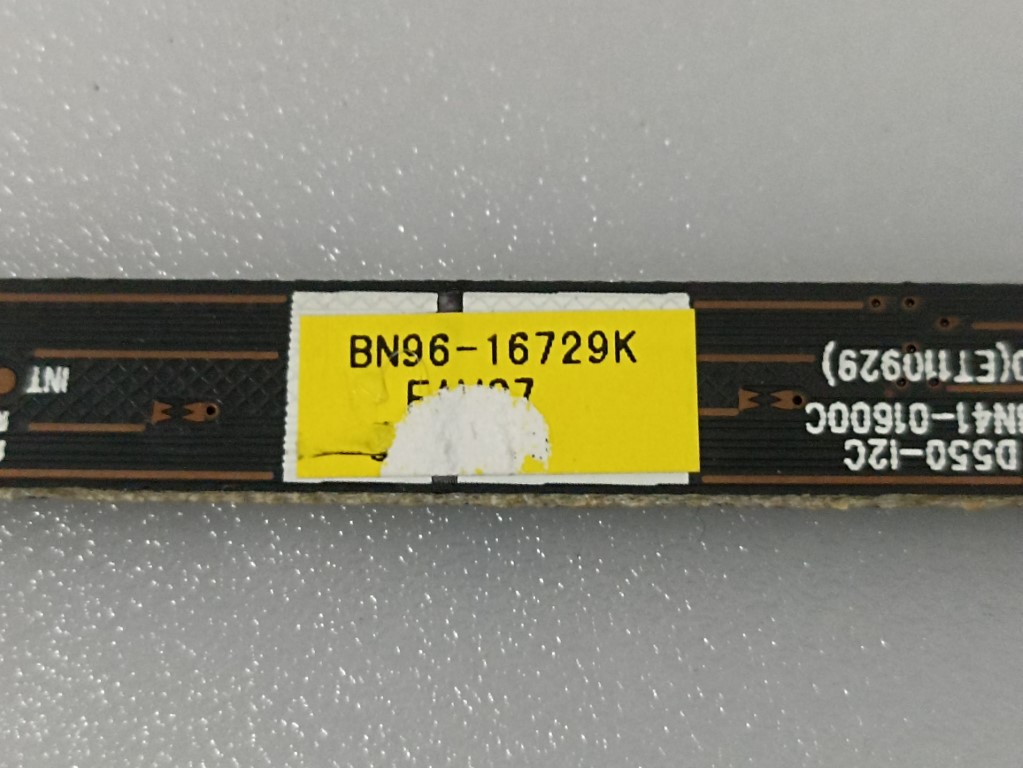 BN96-16729K
INT
(ET110929)
BN41-01600C
D550-I2C